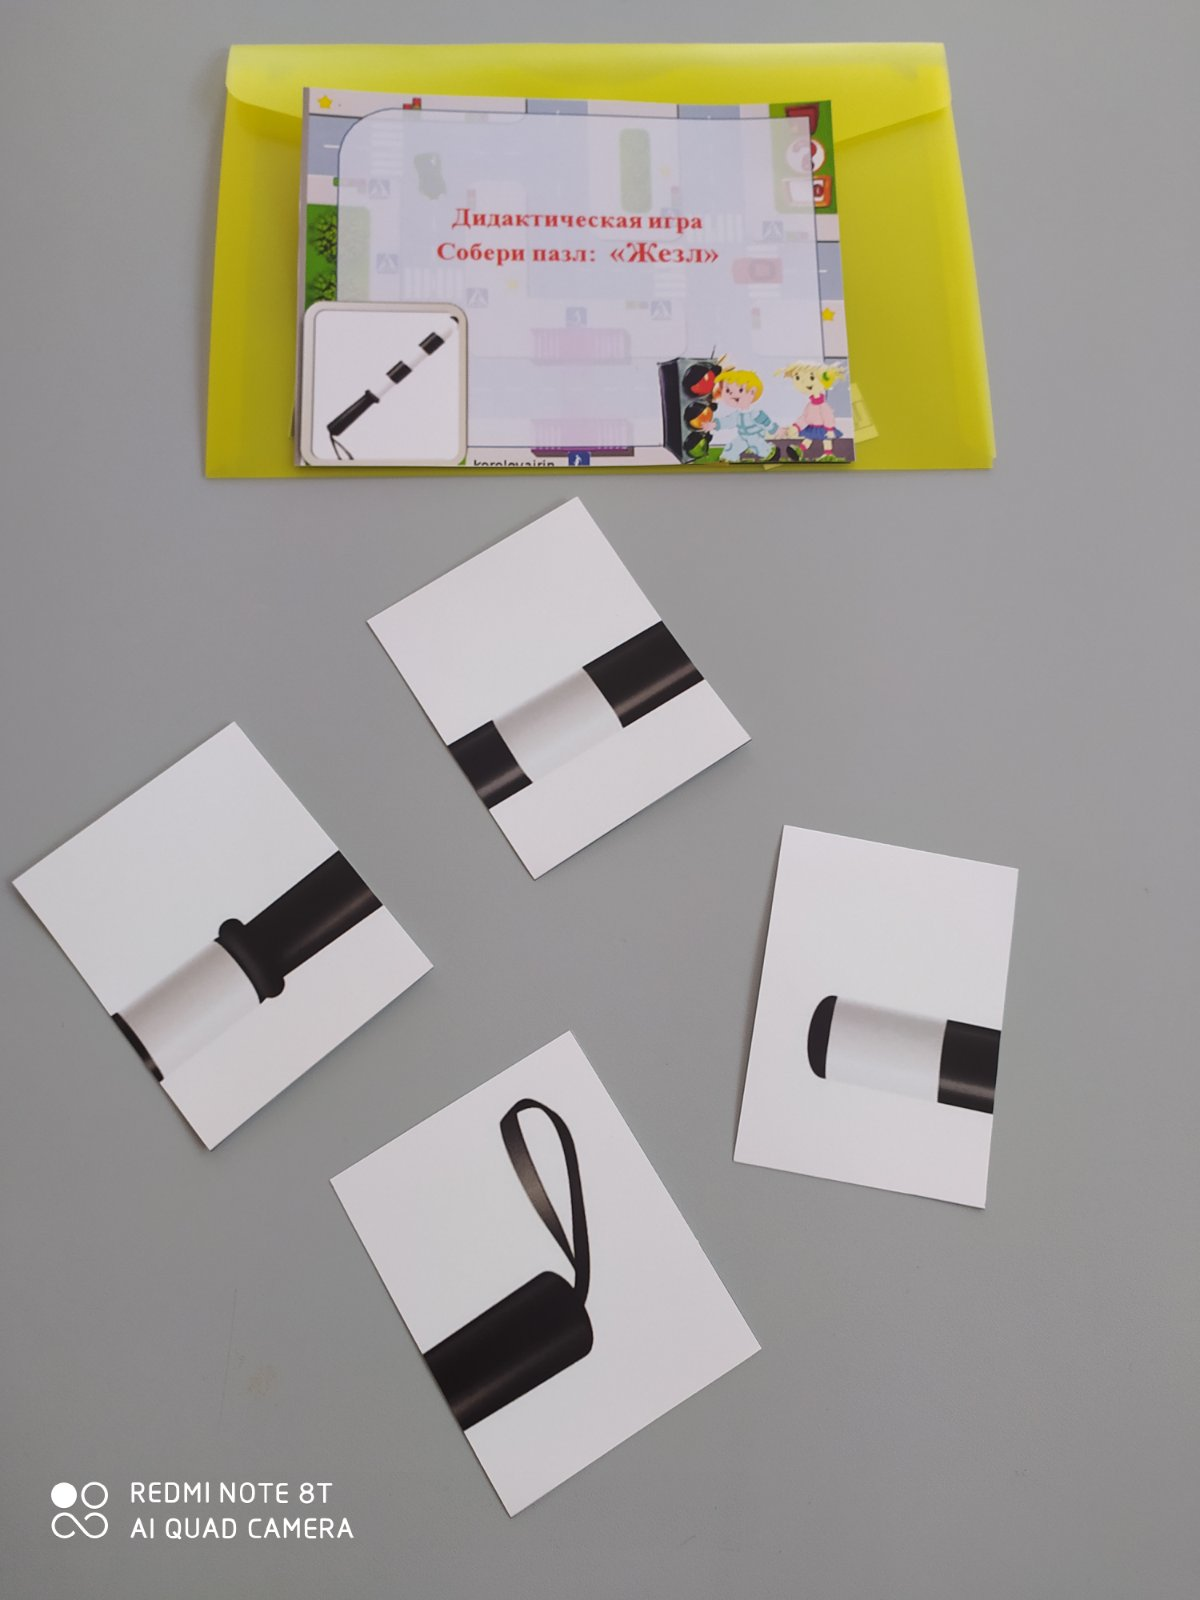 Дидактическая игра
Собери пазл: «Жезл»
REDMI NOTE 8T
AI QUAD CAMERA